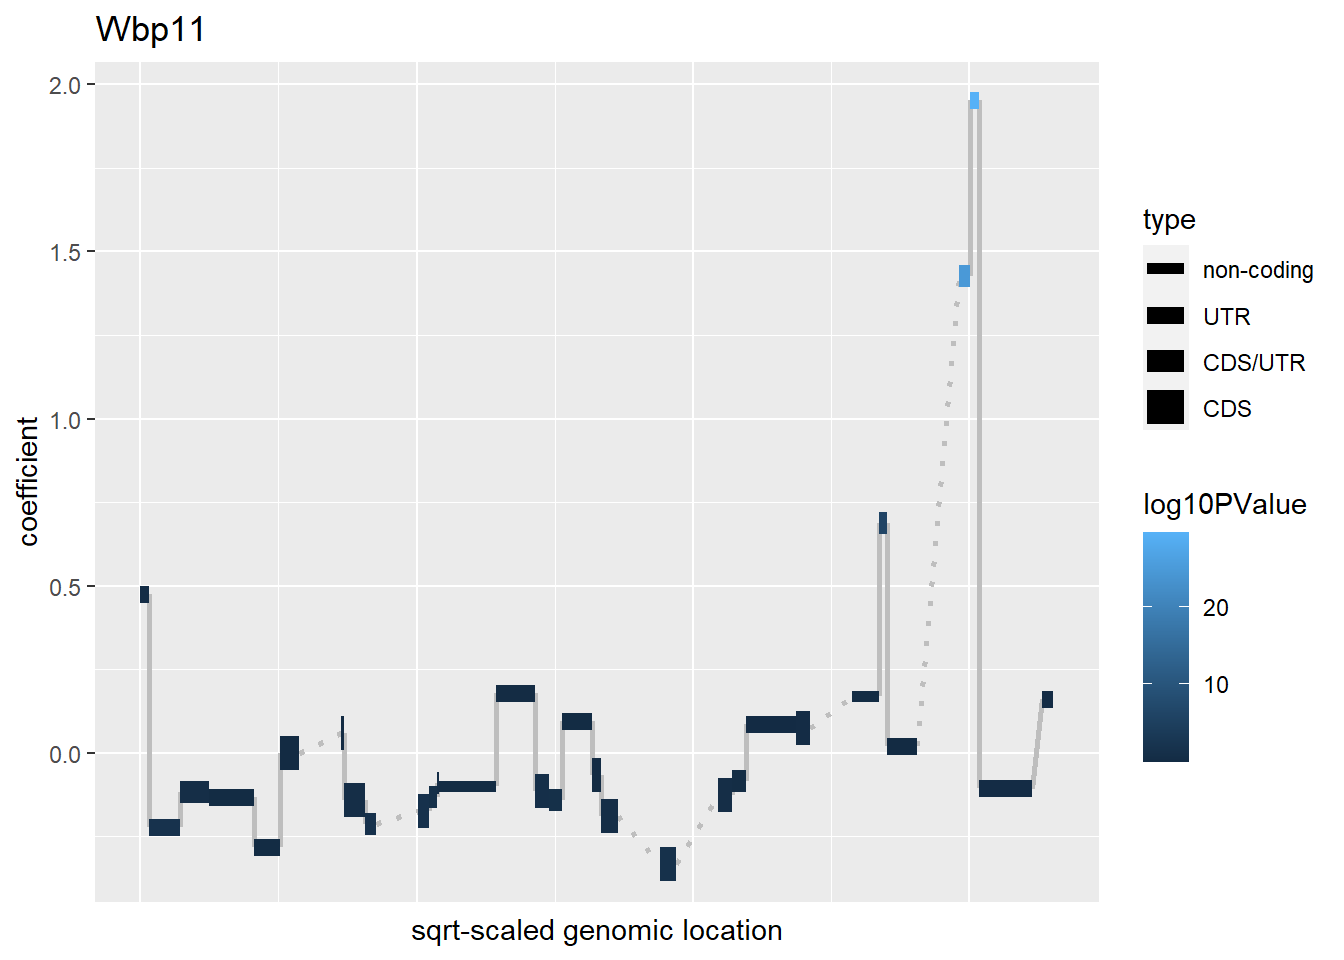 Wbp11
2.0
1.5
1.0
0.5
0.0
coefficient
sqrt-scaled genomic location
type
non-coding
UTR
CDS/UTR
CDS
log10PValue
20
10